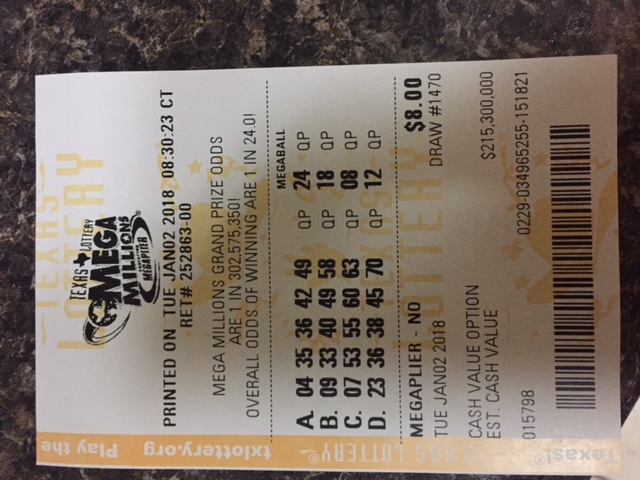 TEXAS
LOTTERY
TEXAS LOTTERY
MEGA
MILLIONS
MEGAPLIER
PRINTED ON TUE JAN02 2018 08:30:23 CT
RET# 252863-00
MEGA MILLIONS GRAND PRIZE ODDS
ARE 1 IN 302,575,350!
OVERALL ODDS OF WINNING ARE 1 IN 24.0!
MEGABALL
A. 04 35 36 42 49 QP 24 QP
B. 09 33 40 49 58 QP 18 QP
C. 07 53 55 60 63 QP 08 QP
D. 23 36 38 45 70 QP 12 QP
TEXAS
LOTTERY
MEGAPLIER - NO $8.00
TUE JAN02 2018 DRAW #1470
CASH VALUE OPTION
EST. CASH VALUE $215,300,000
015798 0229-034965255-151821
Texas!® TEXAS LOTTERY® txlottery.org Play the